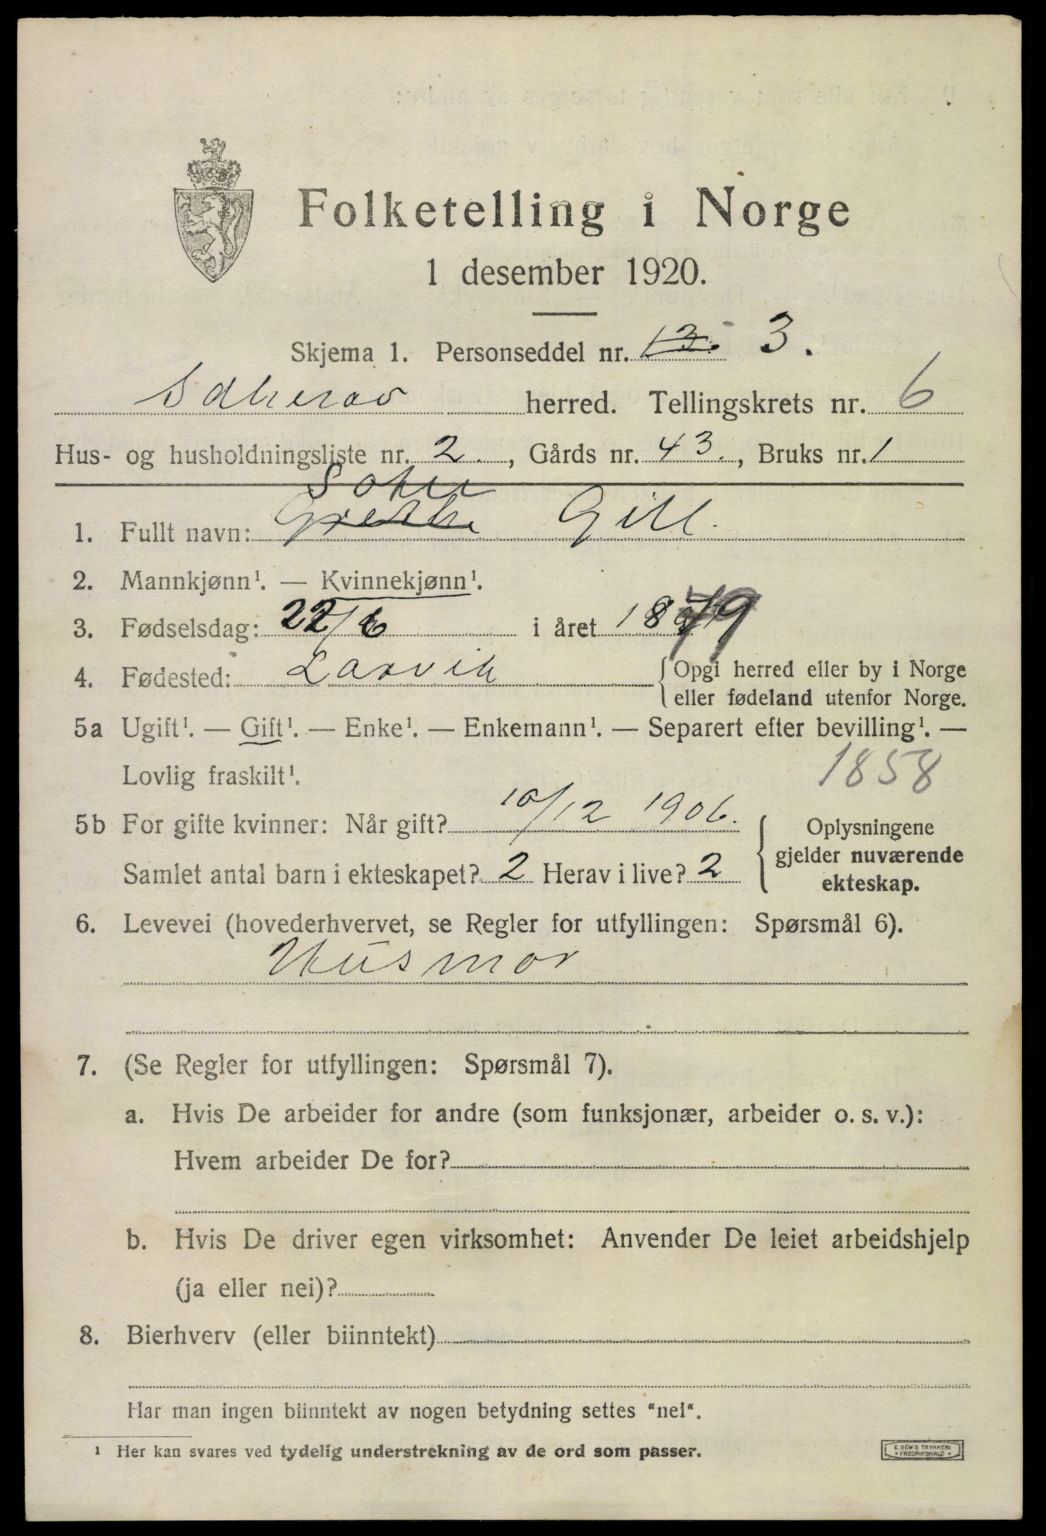 Folketelling i Norge
1 desember 1920.
Skjema 1. Personseddel nr. 13. 3.
Idherad herred. Tellingskrets nr. 6
Hus- og husholdningsliste nr. 2. , Gårds nr. 43. , Bruks nr. 1
Sofie
1. Fullt navn: Gill.
2. Mannkjønn¹. — Kvinnekjønn¹.
3. Fødselsdag: 22/6 i året 1879
4. Fødested: Larvik { Opgi herred eller by i Norge
eller fødeland utenfor Norge.
5a Ugift¹. — Gift¹. — Enke¹. — Enkemann¹. — Separert efter bevilling¹. —
Lovlig fraskilt¹. 1858
5b For gifte kvinner: Når gift? 10/12 1906. { Oplysningene
gjelder nuværende
Samlet antal barn i ekteskapet? 2 Herav i live? 2 ekteskap.
6. Levevei (hovederhvervet, se Regler for utfyllingen: Spørsmål 6).
Husmor
7. (Se Regler for utfyllingen: Spørsmål 7).
a. Hvis De arbeider for andre (som funksjonær, arbeider o. s. v.):
Hvem arbeider De for?
b. Hvis De driver egen virksomhet: Anvender De leiet arbeidshjelp
(ja eller nei)?
8. Bierhverv (eller biinntekt)
Har man ingen biinntekt av nogen betydning settes "nei".
¹ Her kan svares ved tydelig understrekning av de ord som passer.
E. SEM'S TRYKKERI
FREDRIKSHALD